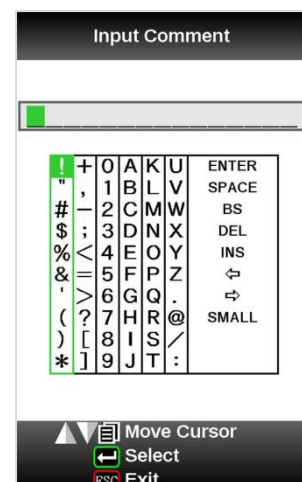 Input Comment
! + 0 A K U ENTER
" , 1 B L V SPACE
# – 2 C M W BS
$ ; 3 D N X DEL
% < 4 E O Y INS
& = 5 F P Z ⇦
' > 6 G Q . ⇨
( ? 7 H R @ SMALL
) [ 8 I S /
* ] 9 J T :
Move Cursor
Select
ESC Exit